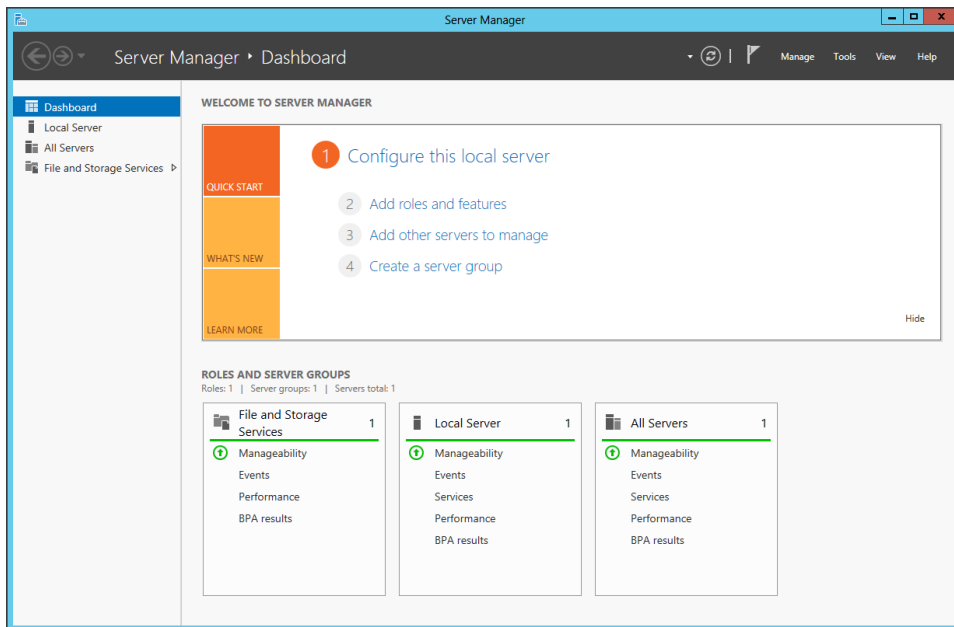 Server Manager
Server Manager • Dashboard
Manage Tools View Help
Dashboard
Local Server
All Servers
File and Storage Services
WELCOME TO SERVER MANAGER
QUICK START
WHAT'S NEW
LEARN MORE
1 Configure this local server
2 Add roles and features
3 Add other servers to manage
4 Create a server group
Hide
ROLES AND SERVER GROUPS
Roles: 1 | Server groups: 1 | Servers total: 1
File and Storage
Services 1
Manageability
Events
Performance
BPA results
Local Server 1
Manageability
Events
Services
Performance
BPA results
All Servers 1
Manageability
Events
Services
Performance
BPA results